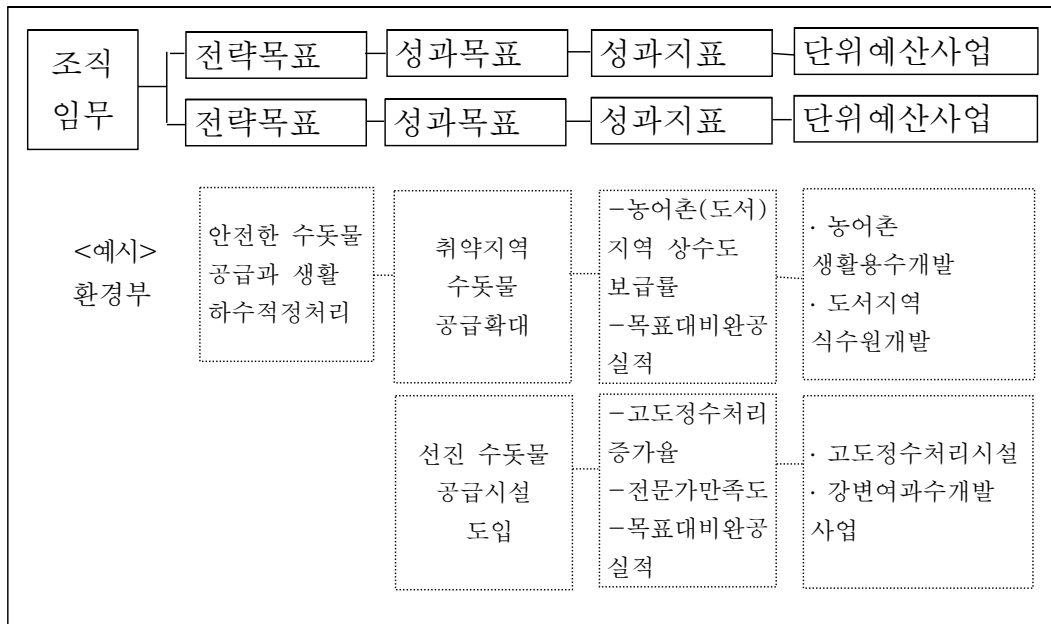 조직
임무
전략목표
성과목표
성과지표
단위예산사업
전략목표
성과목표
성과지표
단위예산사업
<예시>
환경부
안전한 수돗물
공급과 생활
하수적정처리
취약지역
수돗물
공급확대
-농어촌(도서)
지역 상수도
보급률
-목표대비완공
실적
· 농어촌
생활용수개발
· 도서지역
식수원개발
선진 수돗물
공급시설
도입
-고도정수처리
증가율
-전문가만족도
-목표대비완공
실적
· 고도정수처리시설
· 강변여과수개발
사업